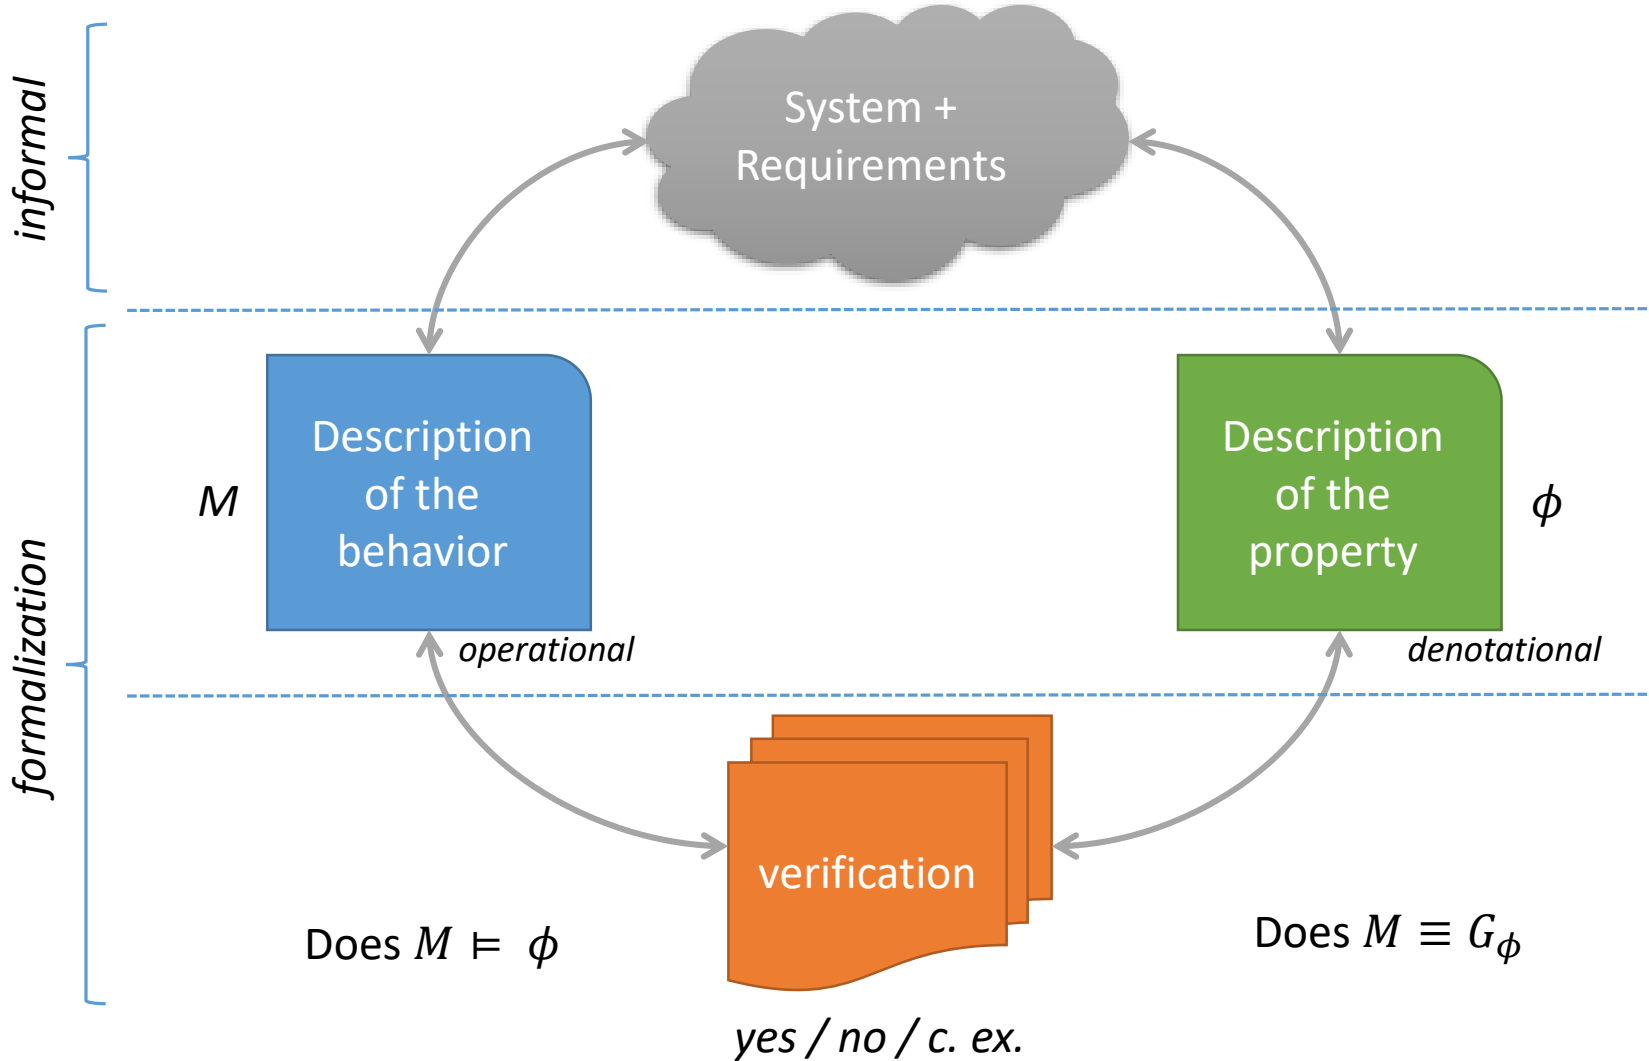 informal
System +
Requirements
formalization
M
Description
of the
behavior
operational
Description
of the
property
ϕ
denotational
verification
Does M ⊨ ϕ
Does M ≡ G_ϕ
yes / no / c. ex.